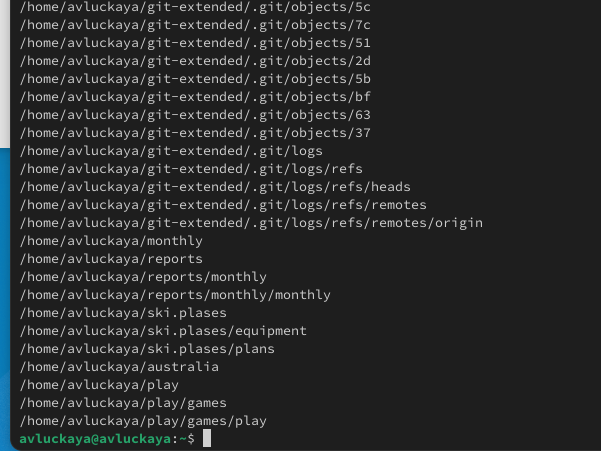 /home/avluckaya/git-extended/.git/objects/5c
/home/avluckaya/git-extended/.git/objects/7c
/home/avluckaya/git-extended/.git/objects/51
/home/avluckaya/git-extended/.git/objects/2d
/home/avluckaya/git-extended/.git/objects/5b
/home/avluckaya/git-extended/.git/objects/bf
/home/avluckaya/git-extended/.git/objects/63
/home/avluckaya/git-extended/.git/objects/37
/home/avluckaya/git-extended/.git/logs
/home/avluckaya/git-extended/.git/logs/refs
/home/avluckaya/git-extended/.git/logs/refs/heads
/home/avluckaya/git-extended/.git/logs/refs/remotes
/home/avluckaya/git-extended/.git/logs/refs/remotes/origin
/home/avluckaya/monthly
/home/avluckaya/reports
/home/avluckaya/reports/monthly
/home/avluckaya/reports/monthly/monthly
/home/avluckaya/ski.plases
/home/avluckaya/ski.plases/equipment
/home/avluckaya/ski.plases/plans
/home/avluckaya/australia
/home/avluckaya/play
/home/avluckaya/play/games
/home/avluckaya/play/games/play
avluckaya@avluckaya:~$